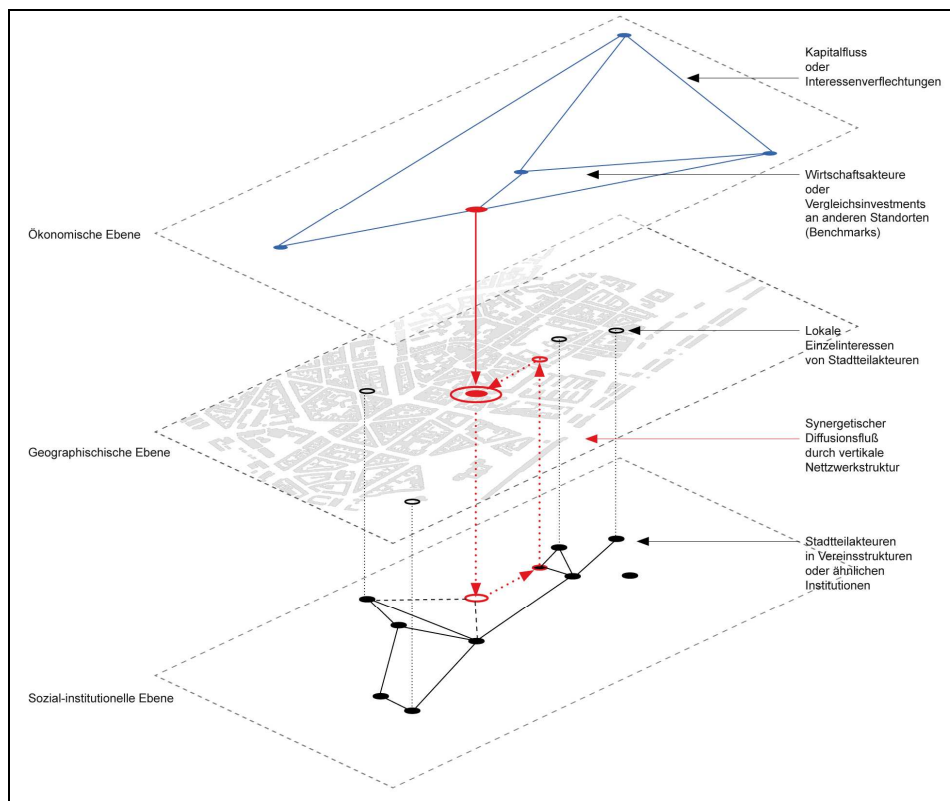 Kapitalfluss
oder
Interessenverflechtungen
Wirtschaftsakteure
oder
Vergleichsinvestments
an anderen Standorten
(Benchmarks)
Ökonomische Ebene
Lokale
Einzelinteressen
von Stadtteilakteuren
Synergetischer
Diffusionsfluß
durch vertikale
Nettzwerkstruktur
Geographischische Ebene
Stadtteilakteuren
in Vereinsstrukturen
oder ähnlichen
Institutionen
Sozial-institutionelle Ebene